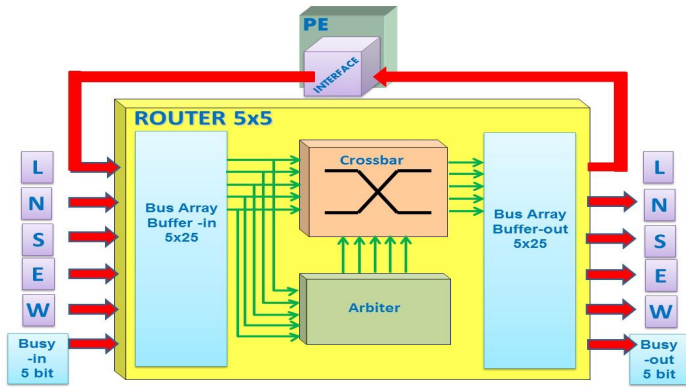 PE
INTERFACE
ROUTER 5x5
L
N
S
E
W
Busy
-in
5 bit
Bus Array
Buffer -in
5x25
Crossbar
Arbiter
Bus Array
Buffer-out
5x25
L
N
S
E
W
Busy
-out
5 bit